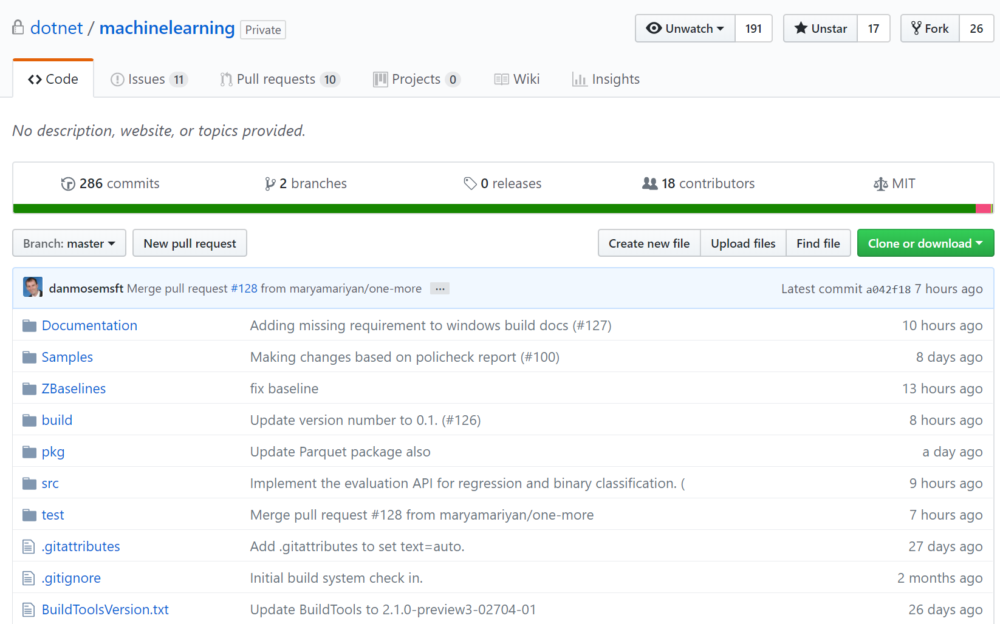 dotnet / machinelearning Private Unwatch 191 Unstar 17 Fork 26
Code Issues 11 Pull requests 10 Projects 0 Wiki Insights
No description, website, or topics provided.
286 commits 2 branches 0 releases 18 contributors MIT
Branch: master New pull request Create new file Upload files Find file Clone or download
danmosemsft Merge pull request #128 from maryamariyan/one-more ... Latest commit a042f18 7 hours ago
Documentation Adding missing requirement to windows build docs (#127) 10 hours ago
Samples Making changes based on policheck report (#100) 8 days ago
ZBaselines fix baseline 13 hours ago
build Update version number to 0.1. (#126) 8 hours ago
pkg Update Parquet package also a day ago
src Implement the evaluation API for regression and binary classification. ( 9 hours ago
test Merge pull request #128 from maryamariyan/one-more 7 hours ago
.gitattributes Add .gitattributes to set text=auto. 27 days ago
.gitignore Initial build system check in. 2 months ago
BuildToolsVersion.txt Update BuildTools to 2.1.0-preview3-02704-01 26 days ago